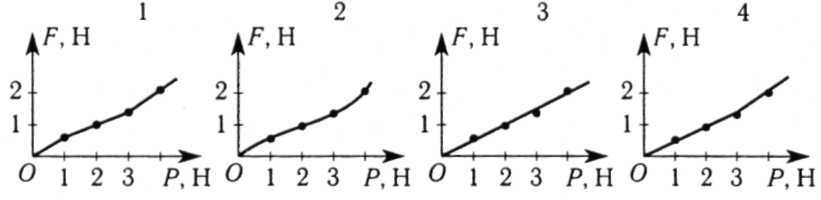 1 2 3 4
F, Н F, Н F, Н F, Н
2 2 2 2
1 1 1 1
O 1 2 3 P, Н O 1 2 3 P, Н O 1 2 3 P, Н O 1 2 3 P, Н